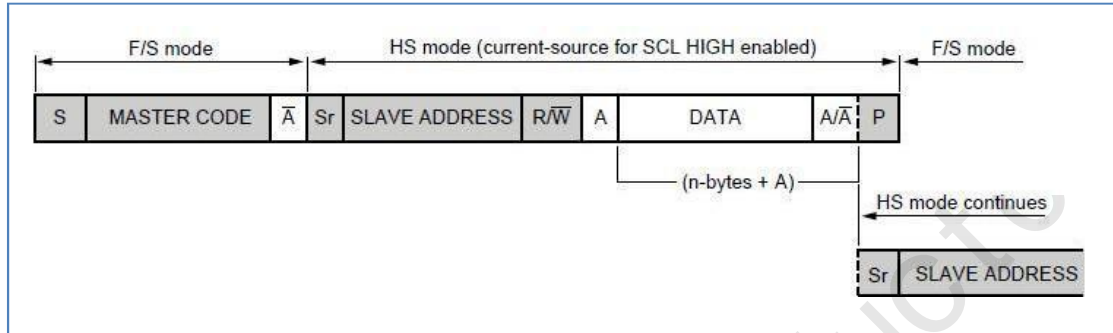 F/S mode HS mode (current-source for SCL HIGH enabled) F/S mode
S MASTER CODE A̅ Sr SLAVE ADDRESS R/W̅ A DATA A/A̅ P
(n-bytes + A)
HS mode continues
Sr SLAVE ADDRESS